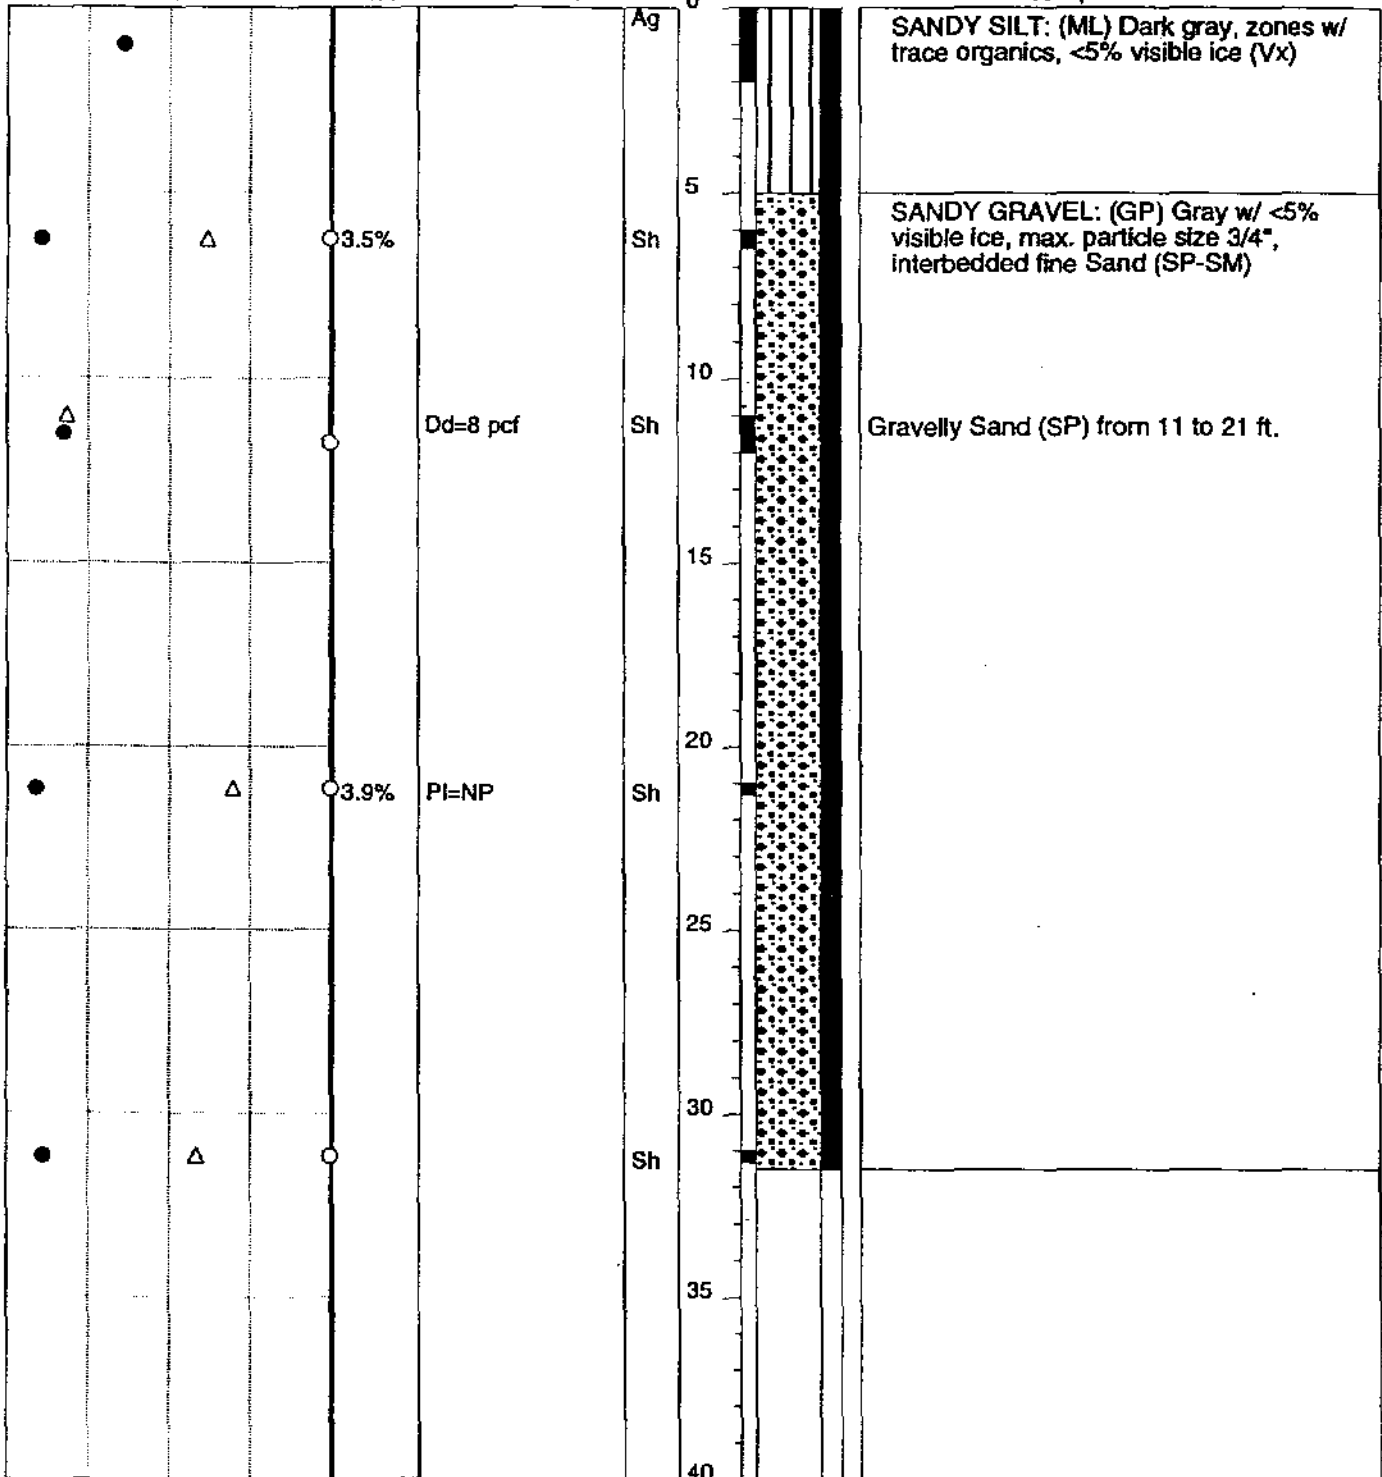 0
Ag
SANDY SILT: (ML) Dark gray, zones w/
trace organics, <5% visible ice (Vx)
5
SANDY GRAVEL: (GP) Gray w/ <5%
visible ice, max. particle size 3/4",
interbedded fine Sand (SP-SM)
3.5%
Sh
10
Dd=8 pcf
Sh
Gravelly Sand (SP) from 11 to 21 ft.
15
20
3.9%
PI=NP
Sh
25
30
Sh
35
40